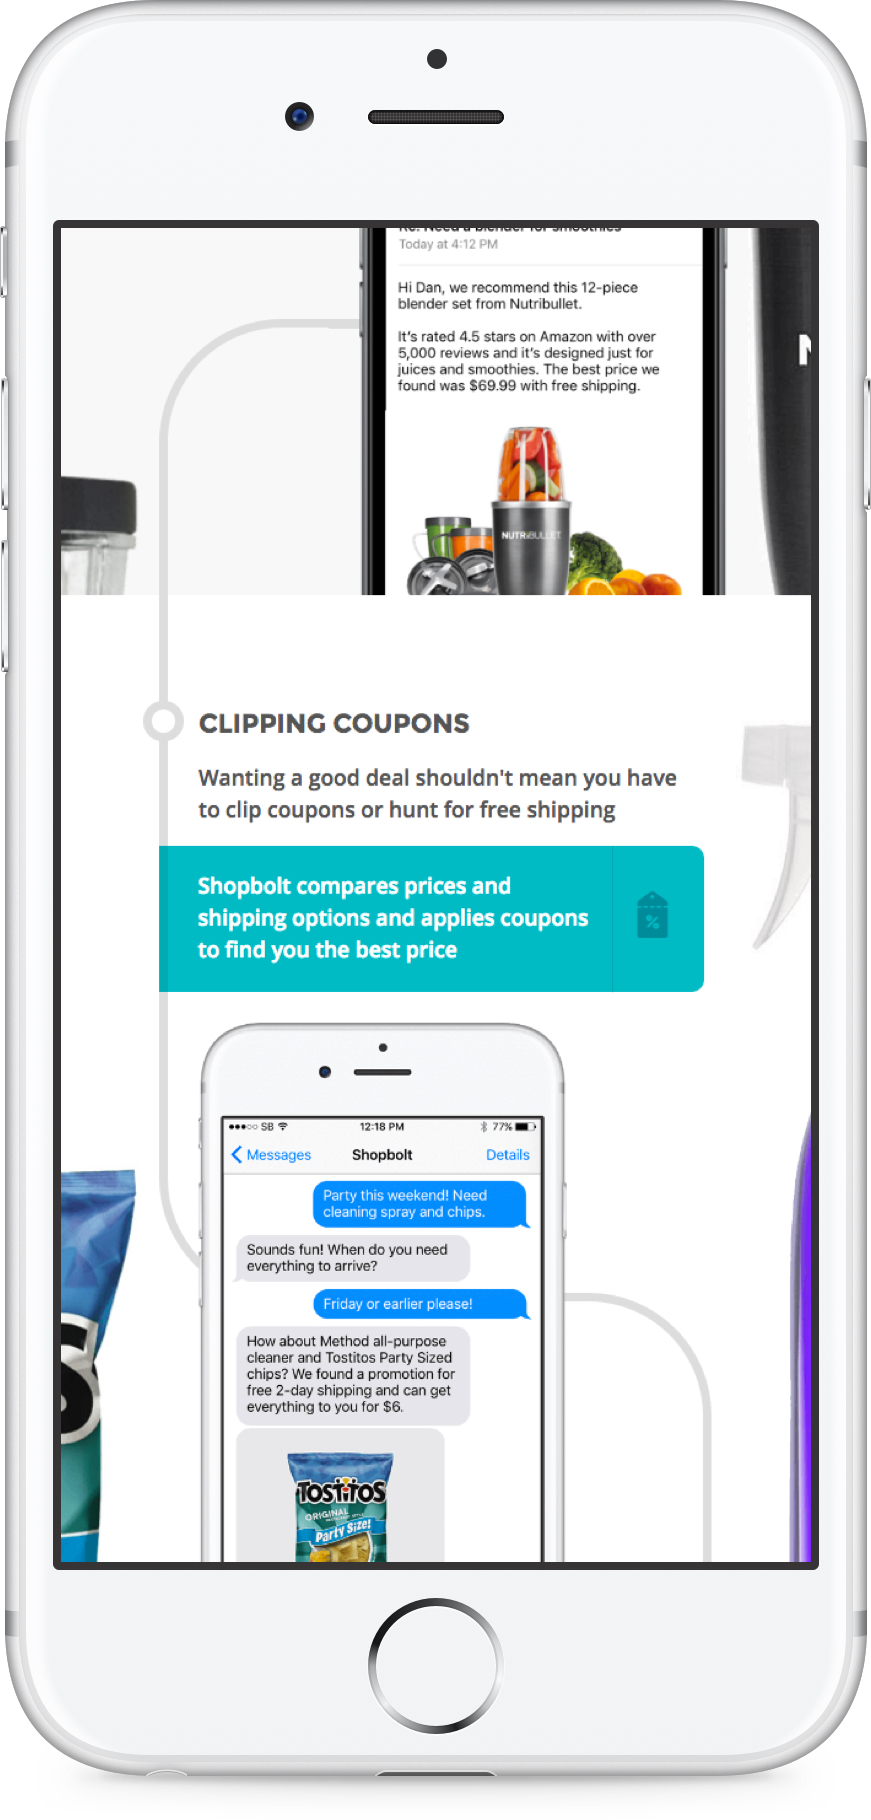 Re: Need a blender for smoothies
Today at 4:12 PM
Hi Dan, we recommend this 12-piece
blender set from Nutribullet.
It's rated 4.5 stars on Amazon with over
5,000 reviews and it's designed just for
juices and smoothies. The best price we
found was $69.99 with free shipping.
NUTRiBULLET
N
CLIPPING COUPONS
Wanting a good deal shouldn't mean you have
to clip coupons or hunt for free shipping
Shopbolt compares prices and
shipping options and applies coupons
to find you the best price
%
SB 12:18 PM 77%
Messages Shopbolt Details
Party this weekend! Need
cleaning spray and chips.
Sounds fun! When do you need
everything to arrive?
Friday or earlier please!
How about Method all-purpose
cleaner and Tostitos Party Sized
chips? We found a promotion for
free 2-day shipping and can get
everything to you for $6.
TOSTITOS
ORIGINAL
Party Size!